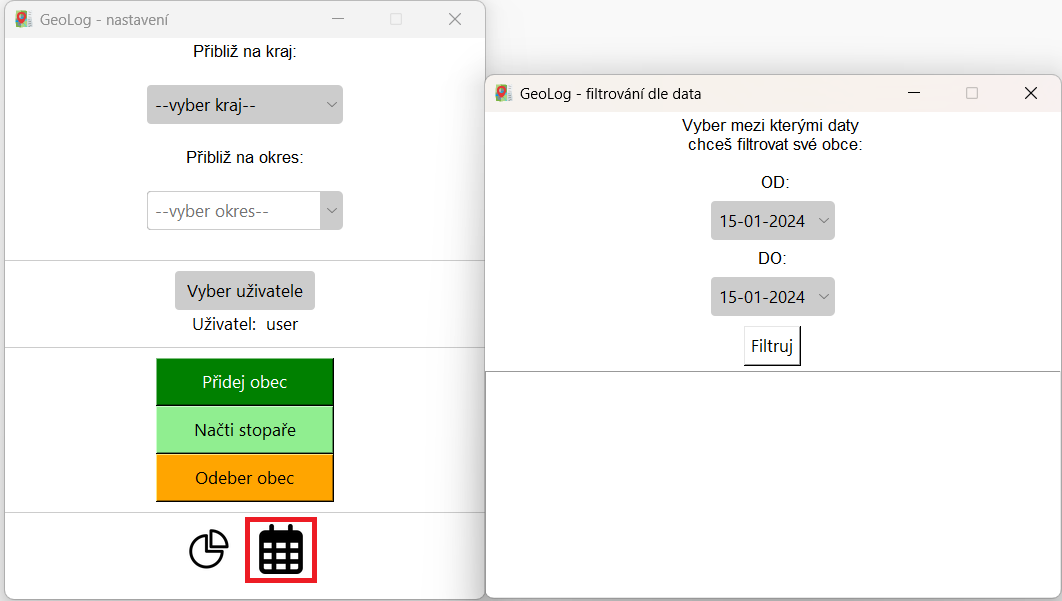 GeoLog - nastavení
Přibliž na kraj:
--vyber kraj--
Přibliž na okres:
--vyber okres--
Vyber uživatele
Uživatel: user
Přidej obec
Načti stopaře
Odeber obec
GeoLog - filtrování dle data
Vyber mezi kterými daty
chceš filtrovat své obce:
OD:
15-01-2024
DO:
15-01-2024
Filtruj